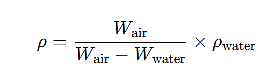 ρ = W_air / (W_air − W_water) × ρ_water